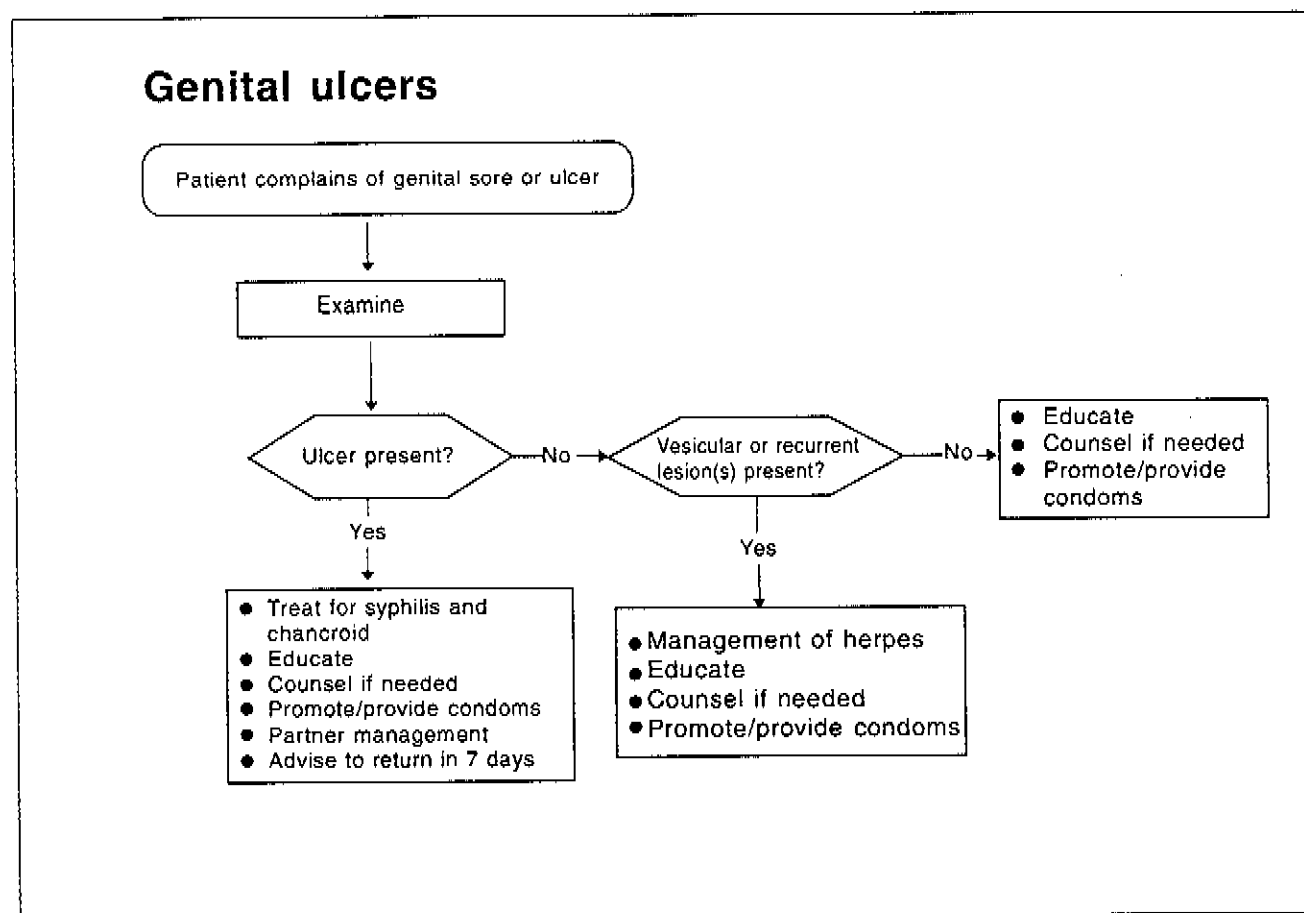 Genital ulcers
Patient complains of genital sore or ulcer
Examine
Ulcer present?
No
Vesicular or recurrent
lesion(s) present?
No
● Educate
● Counsel if needed
● Promote/provide
condoms
Yes
Yes
● Treat for syphilis and
chancroid
● Educate
● Counsel if needed
● Promote/provide condoms
● Partner management
● Advise to return in 7 days
● Management of herpes
● Educate
● Counsel if needed
● Promote/provide condoms